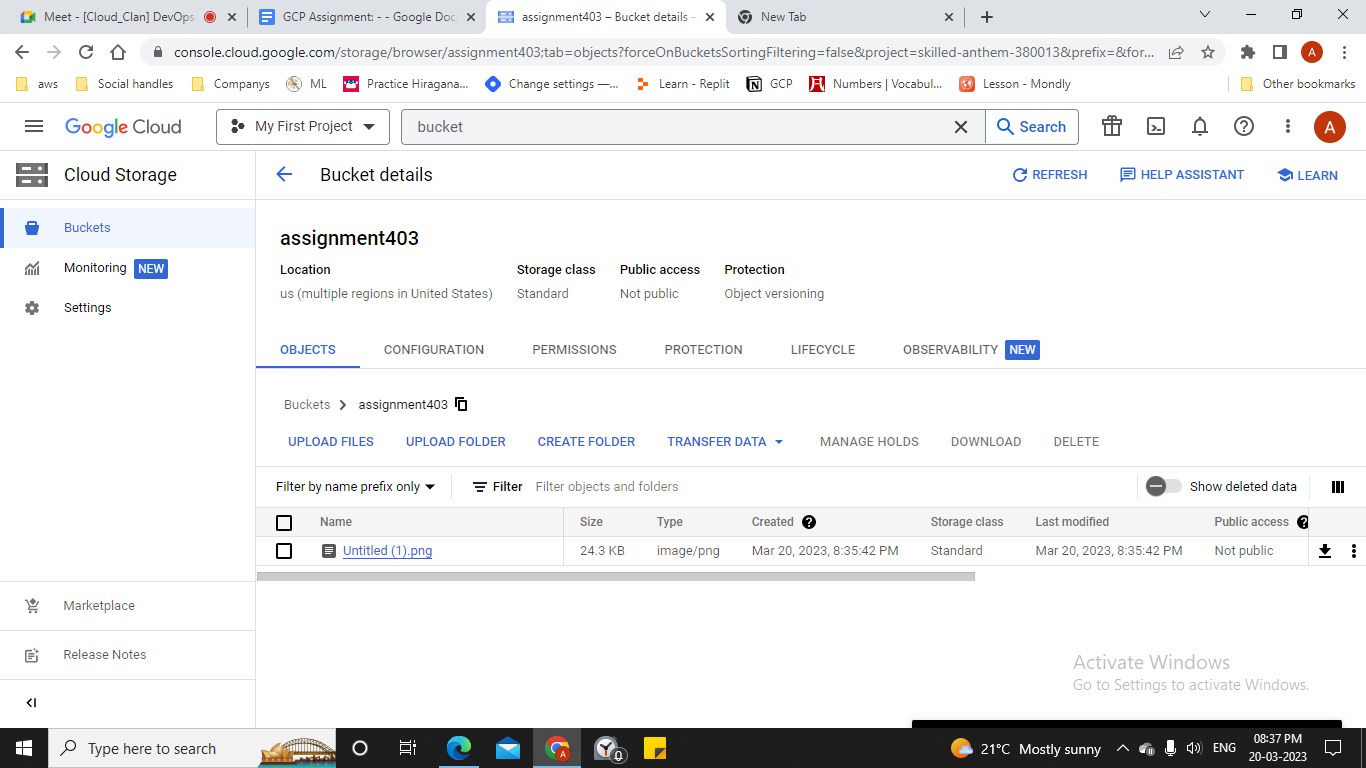 Meet - [Cloud_Clan] DevOps
GCP Assignment: - - Google Doc
assignment403 – Bucket details –
New Tab
console.cloud.google.com/storage/browser/assignment403;tab=objects?forceOnBucketsSortingFiltering=false&project=skilled-anthem-380013&prefix=&for...
A
aws
Social handles
Companys
ML
Practice Hiragana...
Change settings —...
Learn - Replit
GCP
Numbers | Vocabul...
Lesson - Mondly
Other bookmarks
Google Cloud
My First Project
bucket
Search
A
Cloud Storage
Bucket details
REFRESH
HELP ASSISTANT
LEARN
Buckets
Monitoring NEW
Settings
Marketplace
Release Notes
assignment403
Location Storage class Public access Protection
us (multiple regions in United States) Standard Not public Object versioning
OBJECTS CONFIGURATION PERMISSIONS PROTECTION LIFECYCLE OBSERVABILITY NEW
Buckets assignment403
UPLOAD FILES UPLOAD FOLDER CREATE FOLDER TRANSFER DATA MANAGE HOLDS DOWNLOAD DELETE
Filter by name prefix only Filter Filter objects and folders Show deleted data
Name Size Type Created Storage class Last modified Public access
Untitled (1).png 24.3 KB image/png Mar 20, 2023, 8:35:42 PM Standard Mar 20, 2023, 8:35:42 PM Not public
Activate Windows
Go to Settings to activate Windows.
Type here to search
21°C Mostly sunny
ENG
08:37 PM
20-03-2023